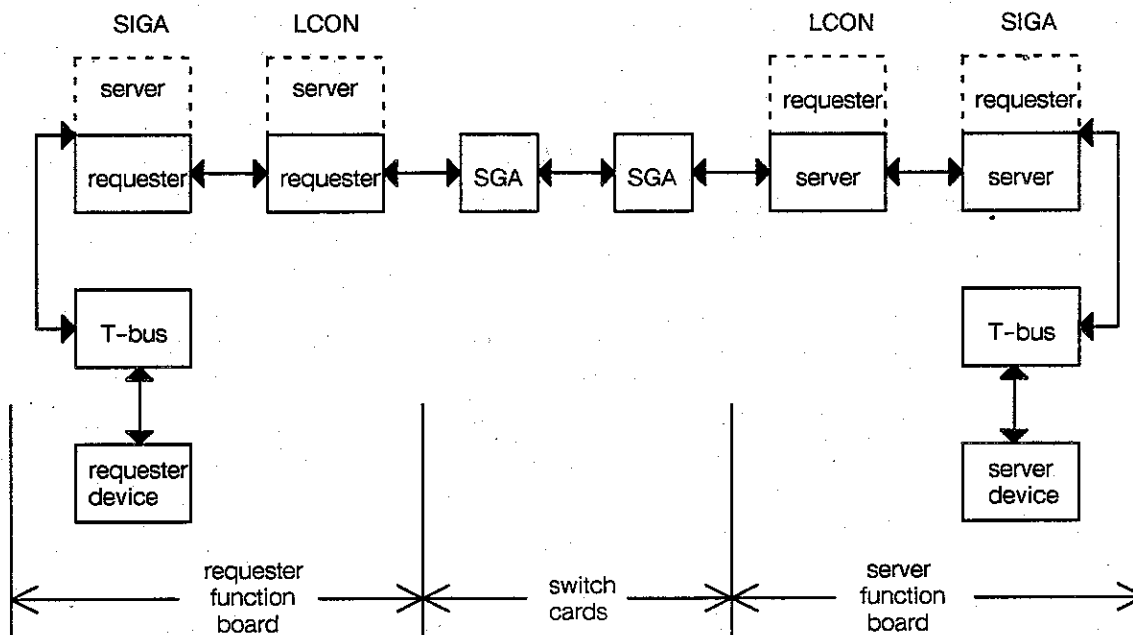 SIGA
LCON
LCON
SIGA
server
server
requester
requester
requester
requester
SGA
SGA
server
server
T-bus
T-bus
requester
device
server
device
requester
function
board
switch
cards
server
function
board